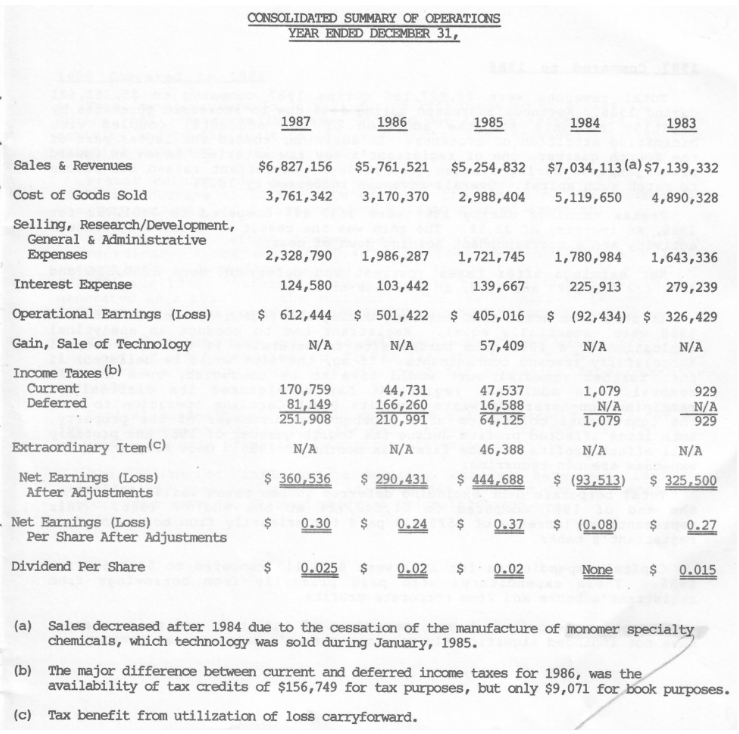 CONSOLIDATED SUMMARY OF OPERATIONS
YEAR ENDED DECEMBER 31,
1987 1986 1985 1984 1983
Sales & Revenues $6,827,156 $5,761,521 $5,254,832 $7,034,113(a) $7,139,332
Cost of Goods Sold 3,761,342 3,170,370 2,988,404 5,119,650 4,890,328
Selling, Research/Development,
General & Administrative
Expenses 2,328,790 1,986,287 1,721,745 1,780,984 1,643,336
Interest Expense 124,580 103,442 139,667 225,913 279,239
Operational Earnings (Loss) $ 612,444 $ 501,422 $ 405,016 $ (92,434) $ 326,429
Gain, Sale of Technology N/A N/A 57,409 N/A N/A
Income Taxes(b)
Current 170,759 44,731 47,537 1,079 929
Deferred 81,149 166,260 16,588 N/A N/A
251,908 210,991 64,125 1,079 929
Extraordinary Item(c) N/A N/A 46,388 N/A N/A
Net Earnings (Loss) $ 360,536 $ 290,431 $ 444,688 $ (93,513) $ 325,500
After Adjustments
Net Earnings (Loss) $ 0.30 $ 0.24 $ 0.37 $ (0.08) $ 0.27
Per Share After Adjustments
Dividend Per Share $ 0.025 $ 0.02 $ 0.02 None $ 0.015
(a) Sales decreased after 1984 due to the cessation of the manufacture of monomer specialty
chemicals, which technology was sold during January, 1985.
(b) The major difference between current and deferred income taxes for 1986, was the
availability of tax credits of $156,749 for tax purposes, but only $9,071 for book purposes.
(c) Tax benefit from utilization of loss carryforward.